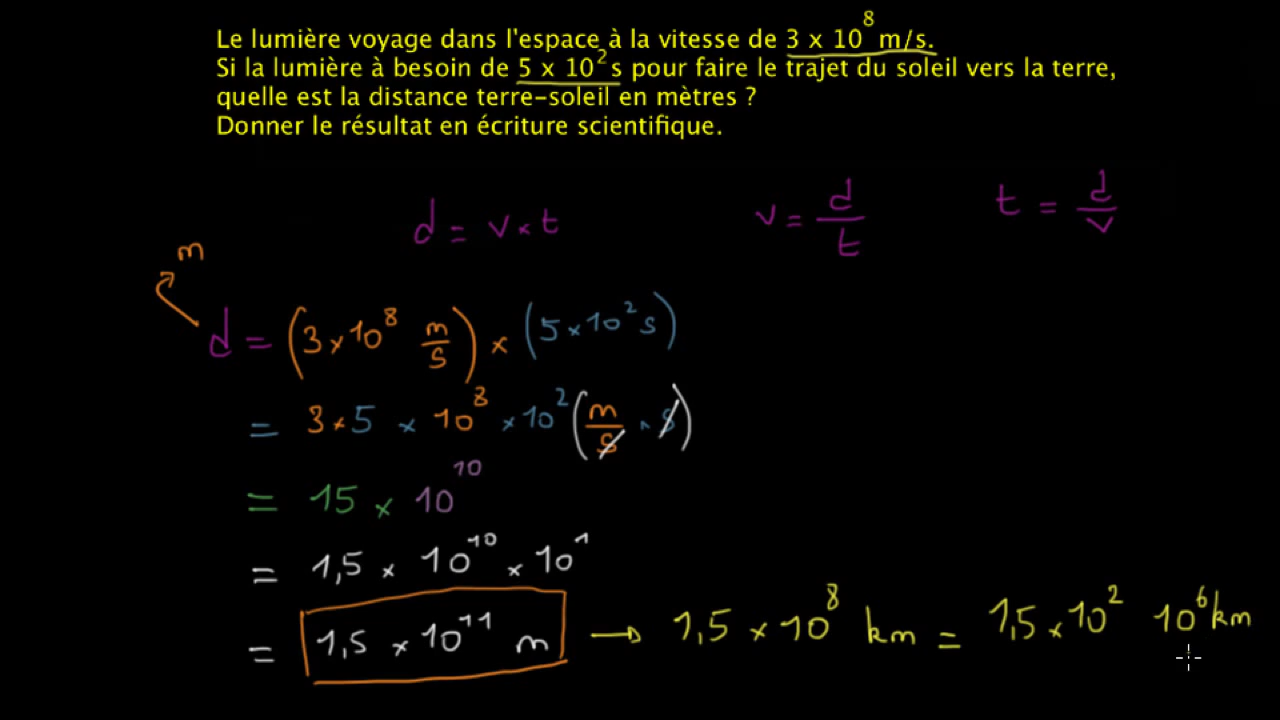 Le lumière voyage dans l'espace à la vitesse de 3 x 10⁸ m/s.
Si la lumière à besoin de 5 x 10² s pour faire le trajet du soleil vers la terre,
quelle est la distance terre-soleil en mètres ?
Donner le résultat en écriture scientifique.
d = v × t    v = d/t    t = d/v
m
d = (3 × 10⁸ m/s) × (5 × 10² s)
= 3 × 5 × 10⁸ × 10² (m/s · s)
= 15 × 10¹⁰
= 1,5 × 10¹⁰ × 10¹
= 1,5 × 10¹¹ m → 1,5 × 10⁸ km = 1,5 × 10² 10⁶ km